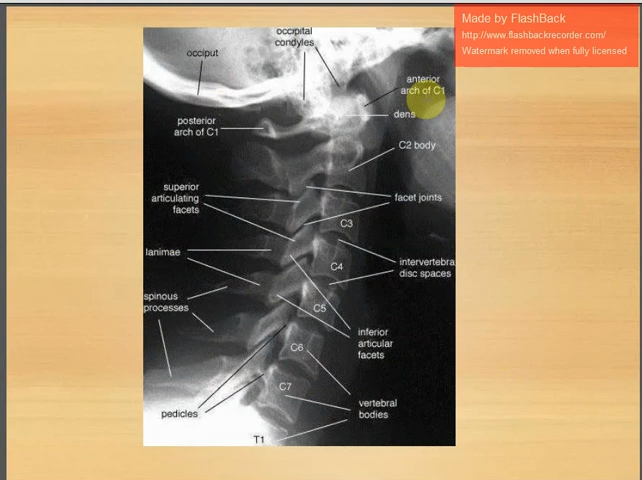 Made by FlashBack
http://www.flashbackrecorder.com/
Watermark removed when fully licensed
occipital
condyles
occiput
anterior
arch of C1
posterior
arch of C1
dens
C2 body
superior
articulating
facets
facet joints
C3
lanimae
intervertebra
disc spaces
C4
spinous
processes
C5
inferior
articular
facets
C6
C7
vertebral
bodies
pedicles
T1